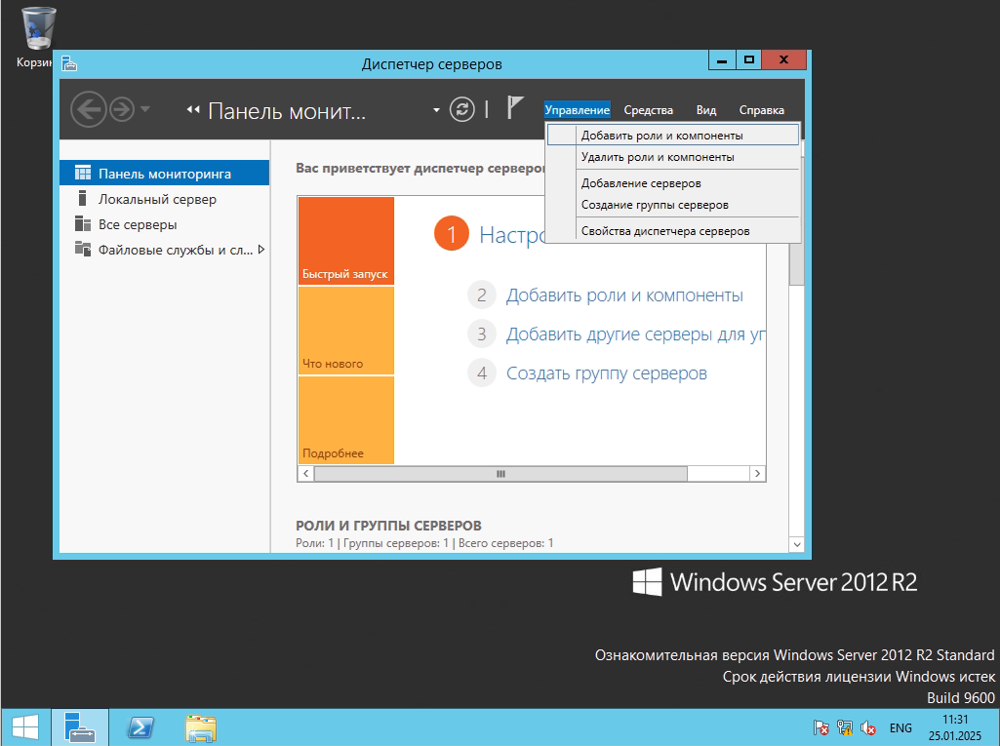 Корзин
Диспетчер серверов
Панель монит...
Управление
Средства
Вид
Справка
Добавить роли и компоненты
Удалить роли и компоненты
Добавление серверов
Создание группы серверов
Свойства диспетчера серверов
Панель мониторинга
Локальный сервер
Все серверы
Файловые службы и сл...
Вас приветствует диспетчер серверов
Быстрый запуск
Что нового
Подробнее
1 Настро
2 Добавить роли и компоненты
3 Добавить другие серверы для уп
4 Создать группу серверов
РОЛИ И ГРУППЫ СЕРВЕРОВ
Роли: 1 | Группы серверов: 1 | Всего серверов: 1
Windows Server 2012 R2
Ознакомительная версия Windows Server 2012 R2 Standard
Срок действия лицензии Windows истек
Build 9600
ENG
11:31
25.01.2025